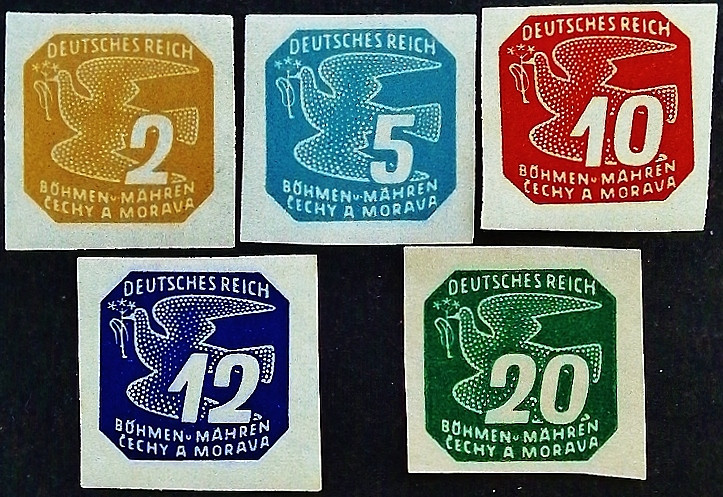 DEUTSCHES REICH
2
BÖHMEN u MÄHREN
ČECHY A MORAVA
DEUTSCHES REICH
5
BÖHMEN u MÄHREN
ČECHY A MORAVA
DEUTSCHES REICH
10
BÖHMEN u MÄHREN
ČECHY A MORAVA
DEUTSCHES REICH
12
BÖHMEN u MÄHREN
ČECHY A MORAVA
DEUTSCHES REICH
20
BÖHMEN u MÄHREN
ČECHY A MORAVA